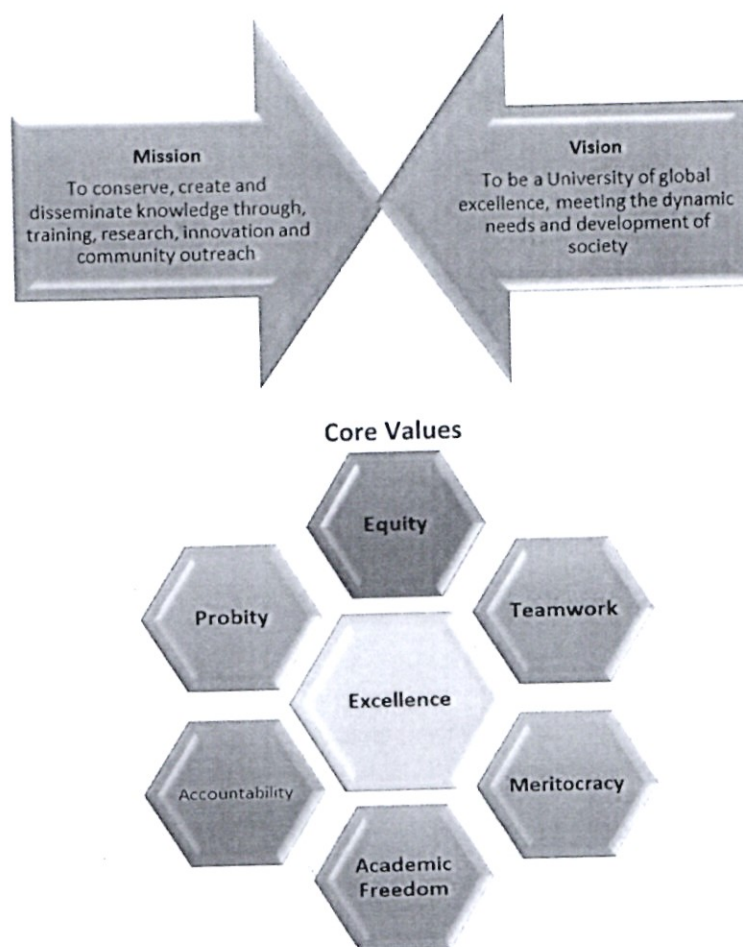 Mission
To conserve, create and
disseminate knowledge through,
training, research, innovation and
community outreach
Vision
To be a University of global
excellence, meeting the dynamic
needs and development of
society
Core Values
Equity
Probity
Teamwork
Excellence
Accountability
Meritocracy
Academic
Freedom